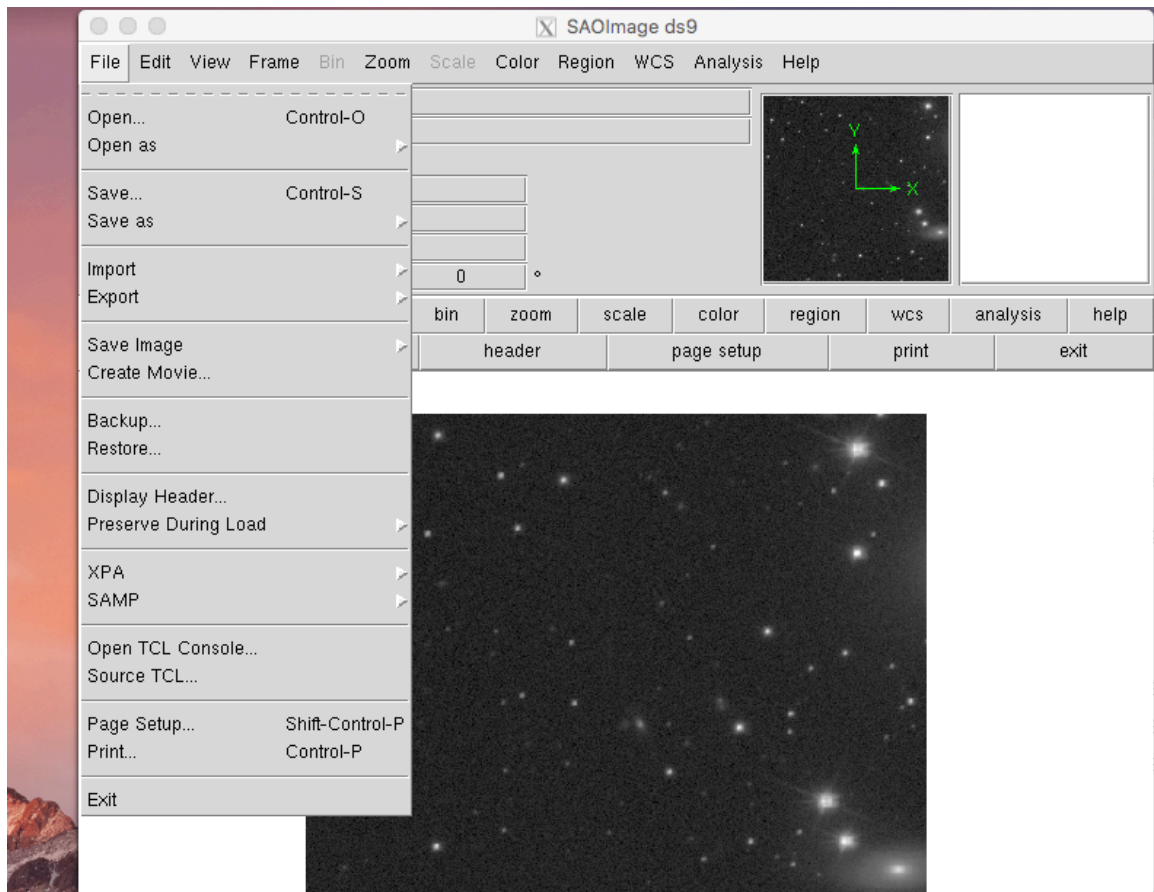 SAOImage ds9
File Edit View Frame Bin Zoom Scale Color Region WCS Analysis Help
Open... Control-O
Open as
Save... Control-S
Save as
Import
Export
Save Image
Create Movie...
Backup...
Restore...
Display Header...
Preserve During Load
XPA
SAMP
Open TCL Console...
Source TCL...
Page Setup... Shift-Control-P
Print... Control-P
Exit
0 °
Y
X
bin zoom scale color region wcs analysis help
header page setup print exit